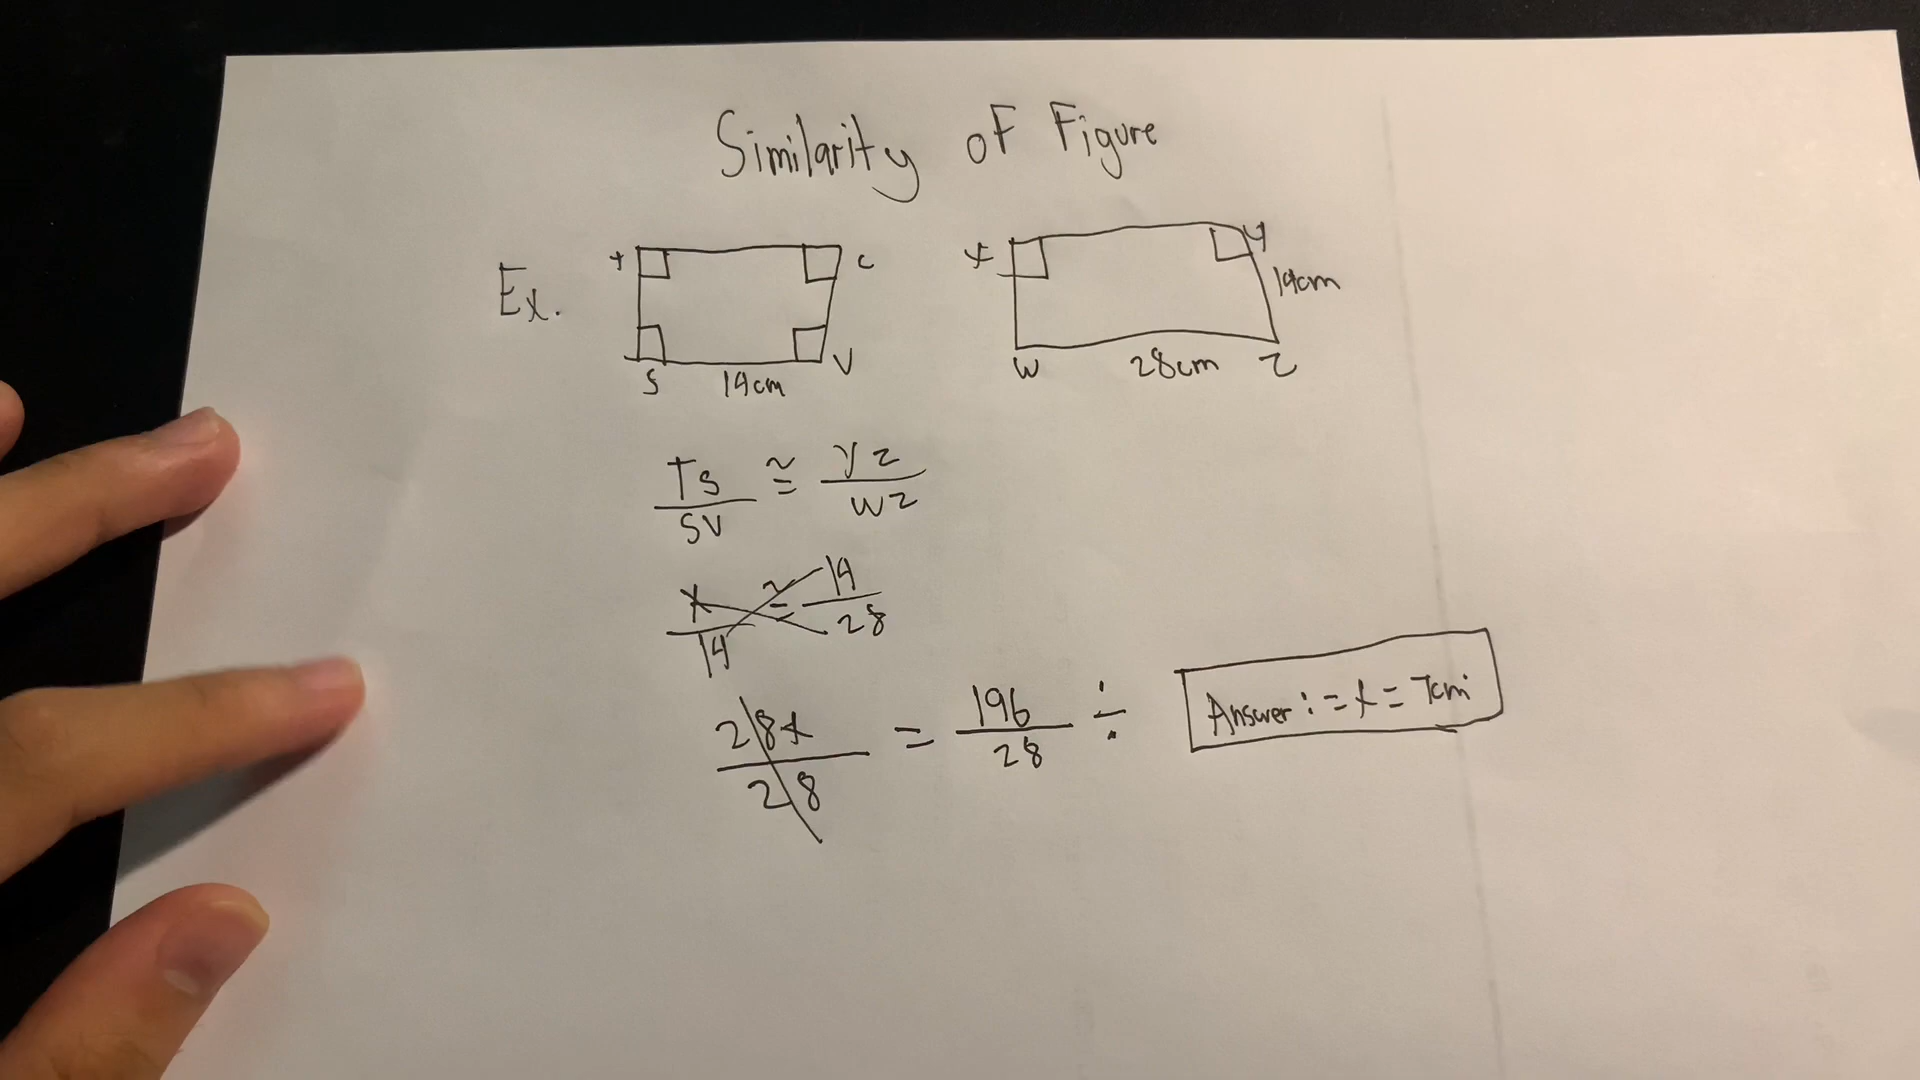 Similarity of Figure
Ex.
T C
S V
14cm
X Y
14cm
W Z
28cm
TS/SV ≅ YZ/WZ
x/14 ≅ 14/28
28x/28 = 196/28 ÷
Answer: = x = 7cm